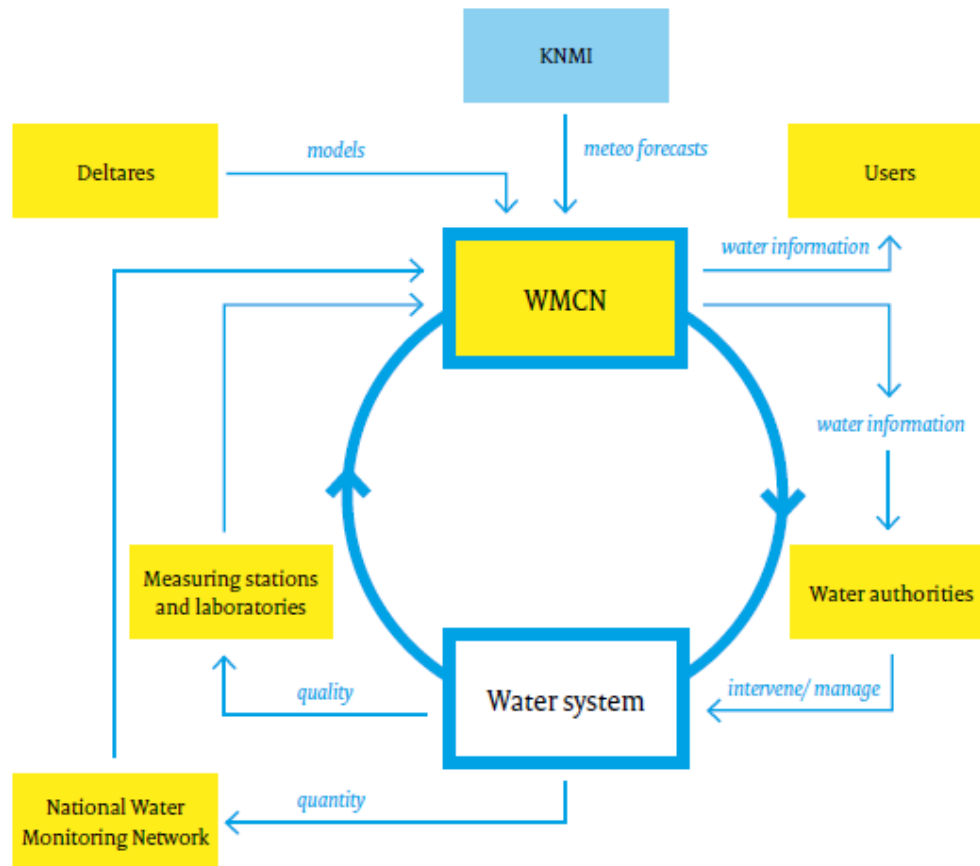 KNMI
models
meteo forecasts
Deltares
Users
water information
WMCN
water information
Measuring stations
and laboratories
Water authorities
quality
Water system
intervene/ manage
National Water
Monitoring Network
quantity